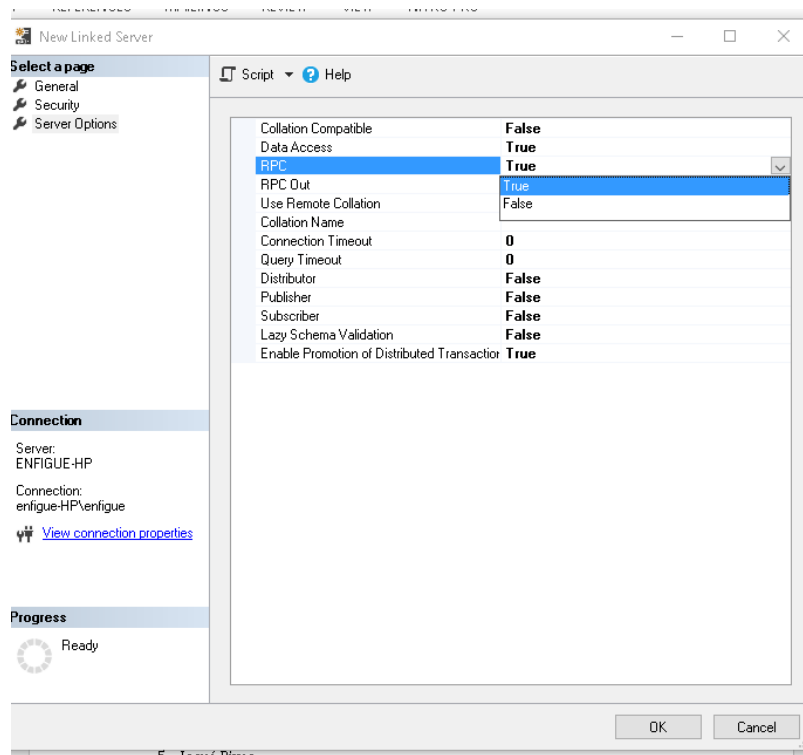 New Linked Server
Select a page
General
Security
Server Options
Script
Help
Collation Compatible False
Data Access True
RPC True
RPC Out True
Use Remote Collation False
Collation Name
Connection Timeout 0
Query Timeout 0
Distributor False
Publisher False
Subscriber False
Lazy Schema Validation False
Enable Promotion of Distributed Transaction True
Connection
Server:
ENFIGUE-HP
Connection:
enfigue-HP\enfigue
View connection properties
Progress
Ready
OK
Cancel